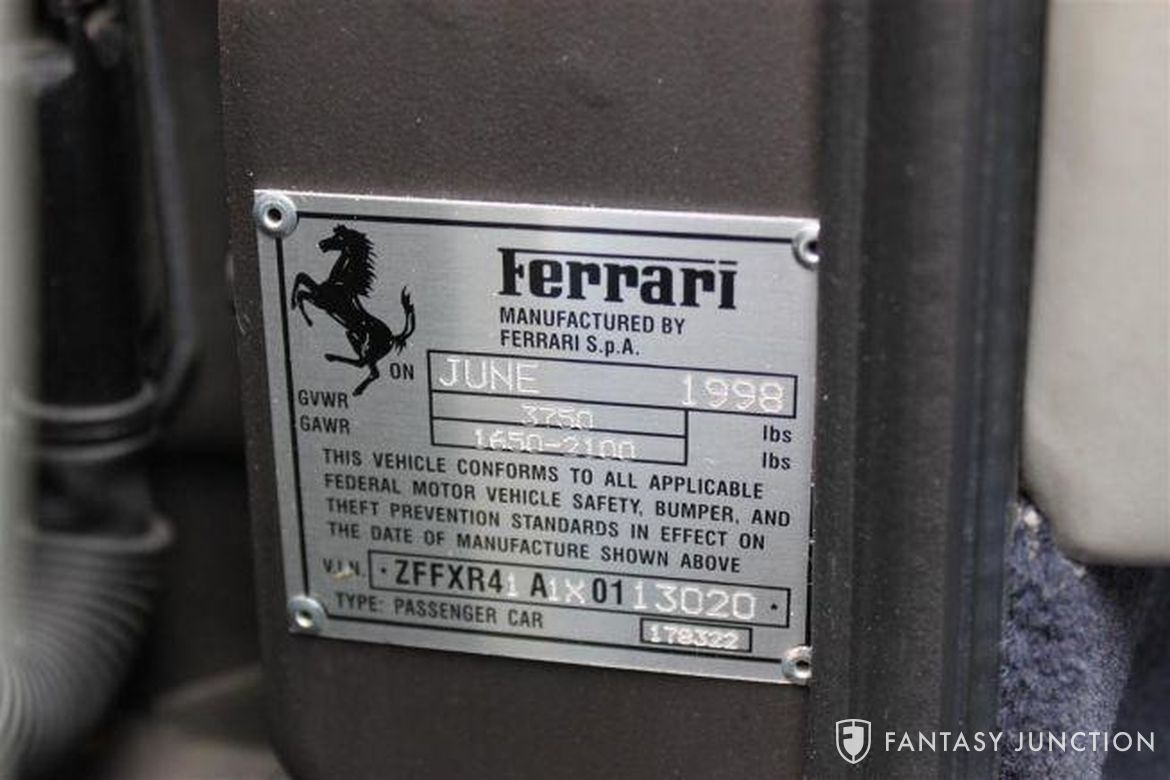 Ferrari
MANUFACTURED BY
FERRARI S.p.A.
ON JUNE 1998
GVWR 3750 lbs
GAWR 1650-2100 lbs
THIS VEHICLE CONFORMS TO ALL APPLICABLE
FEDERAL MOTOR VEHICLE SAFETY, BUMPER, AND
THEFT PREVENTION STANDARDS IN EFFECT ON
THE DATE OF MANUFACTURE SHOWN ABOVE
V.I.N. · ZFFXR41A1X0113020 ·
TYPE: PASSENGER CAR 178322
FANTASY JUNCTION